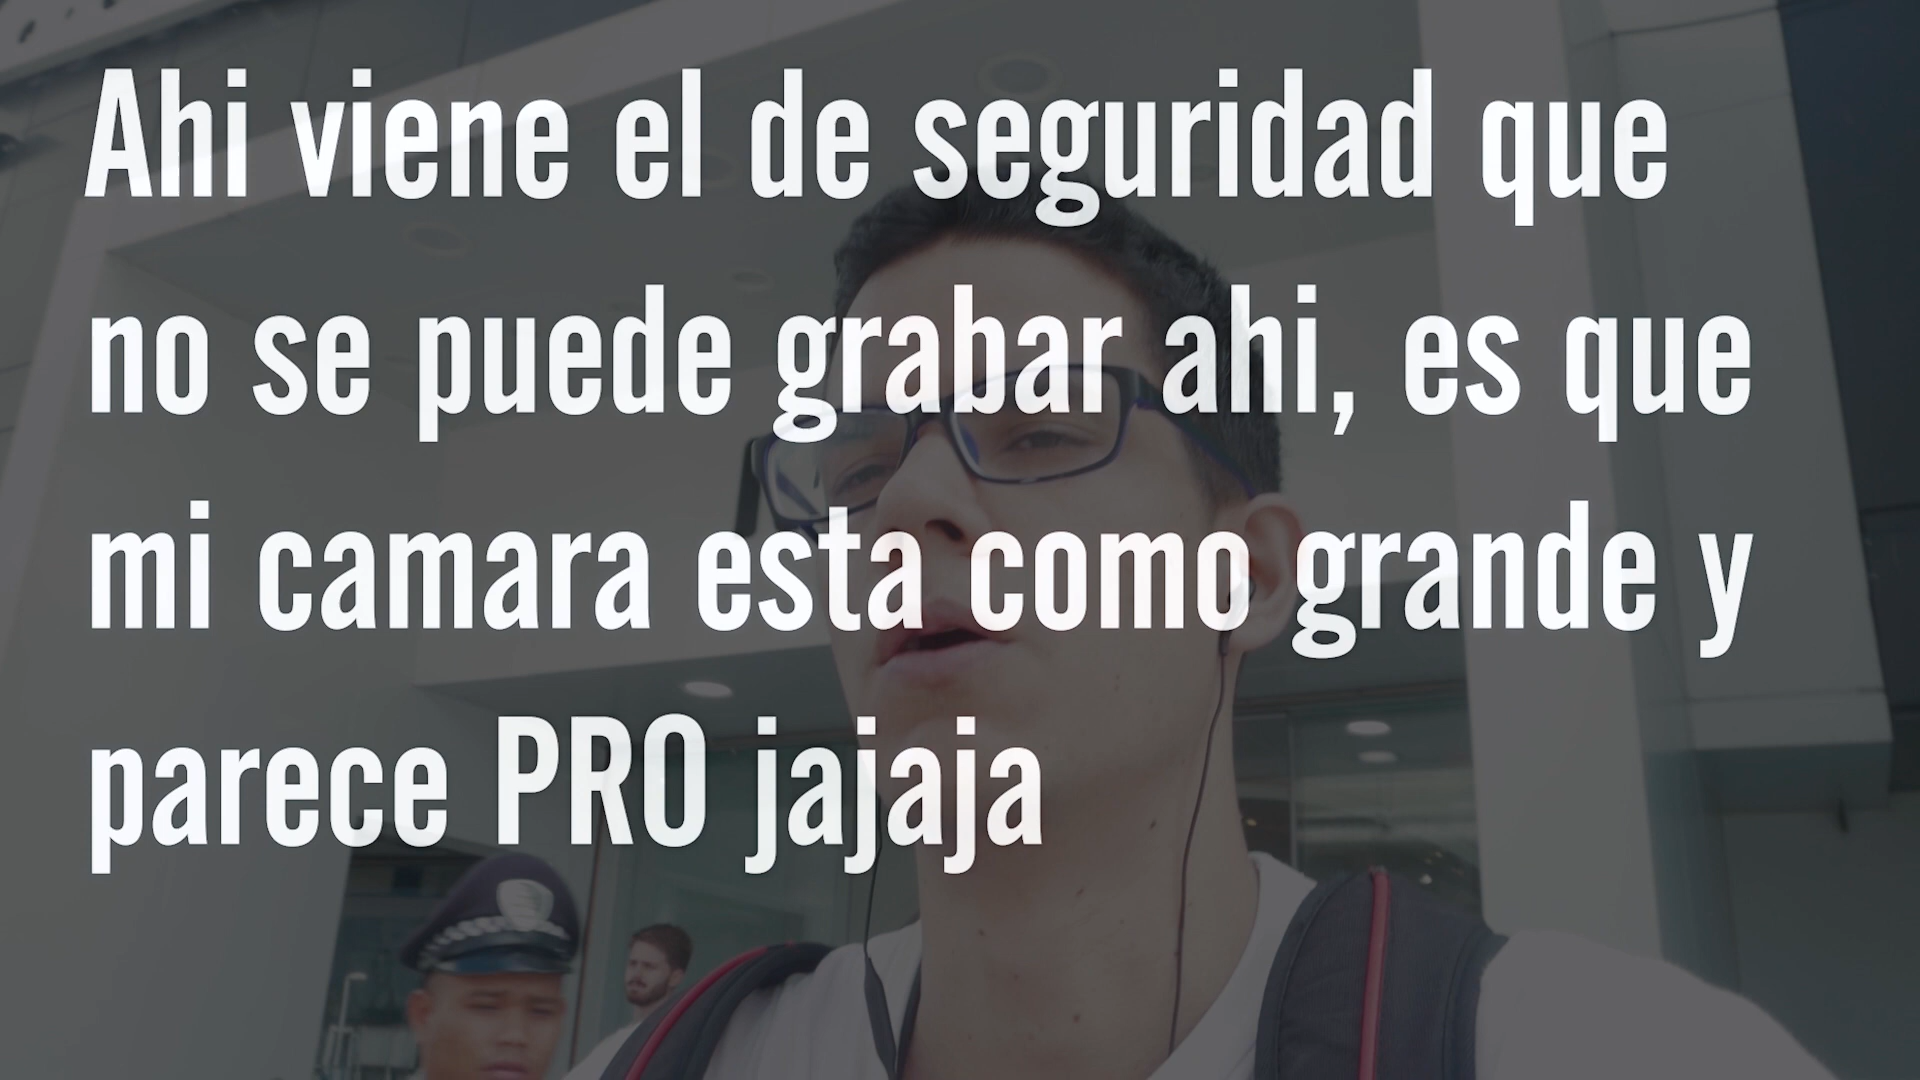 Ahi viene el de seguridad que
no se puede grabar ahi, es que
mi camara esta como grande y
parece PRO jajaja